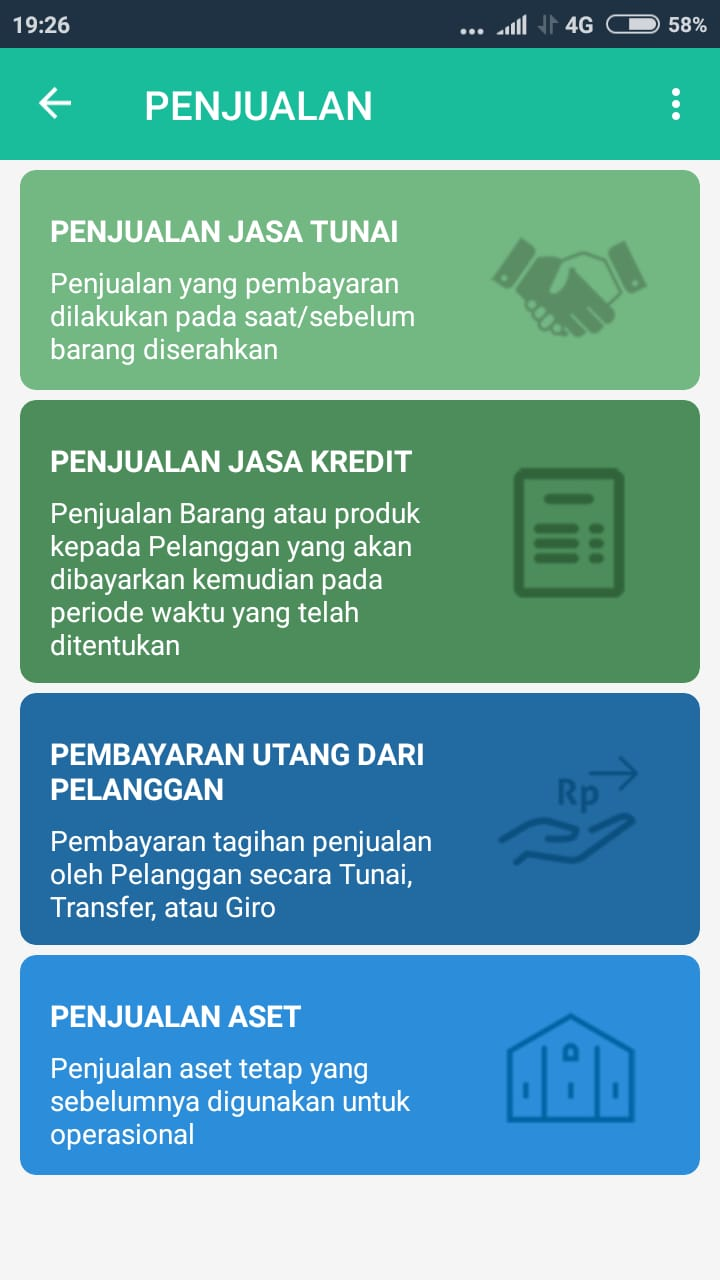 19:26
4G
58%
PENJUALAN
PENJUALAN JASA TUNAI
Penjualan yang pembayaran
dilakukan pada saat/sebelum
barang diserahkan
PENJUALAN JASA KREDIT
Penjualan Barang atau produk
kepada Pelanggan yang akan
dibayarkan kemudian pada
periode waktu yang telah
ditentukan
PEMBAYARAN UTANG DARI
PELANGGAN
Rp
Pembayaran tagihan penjualan
oleh Pelanggan secara Tunai,
Transfer, atau Giro
PENJUALAN ASET
Penjualan aset tetap yang
sebelumnya digunakan untuk
operasional